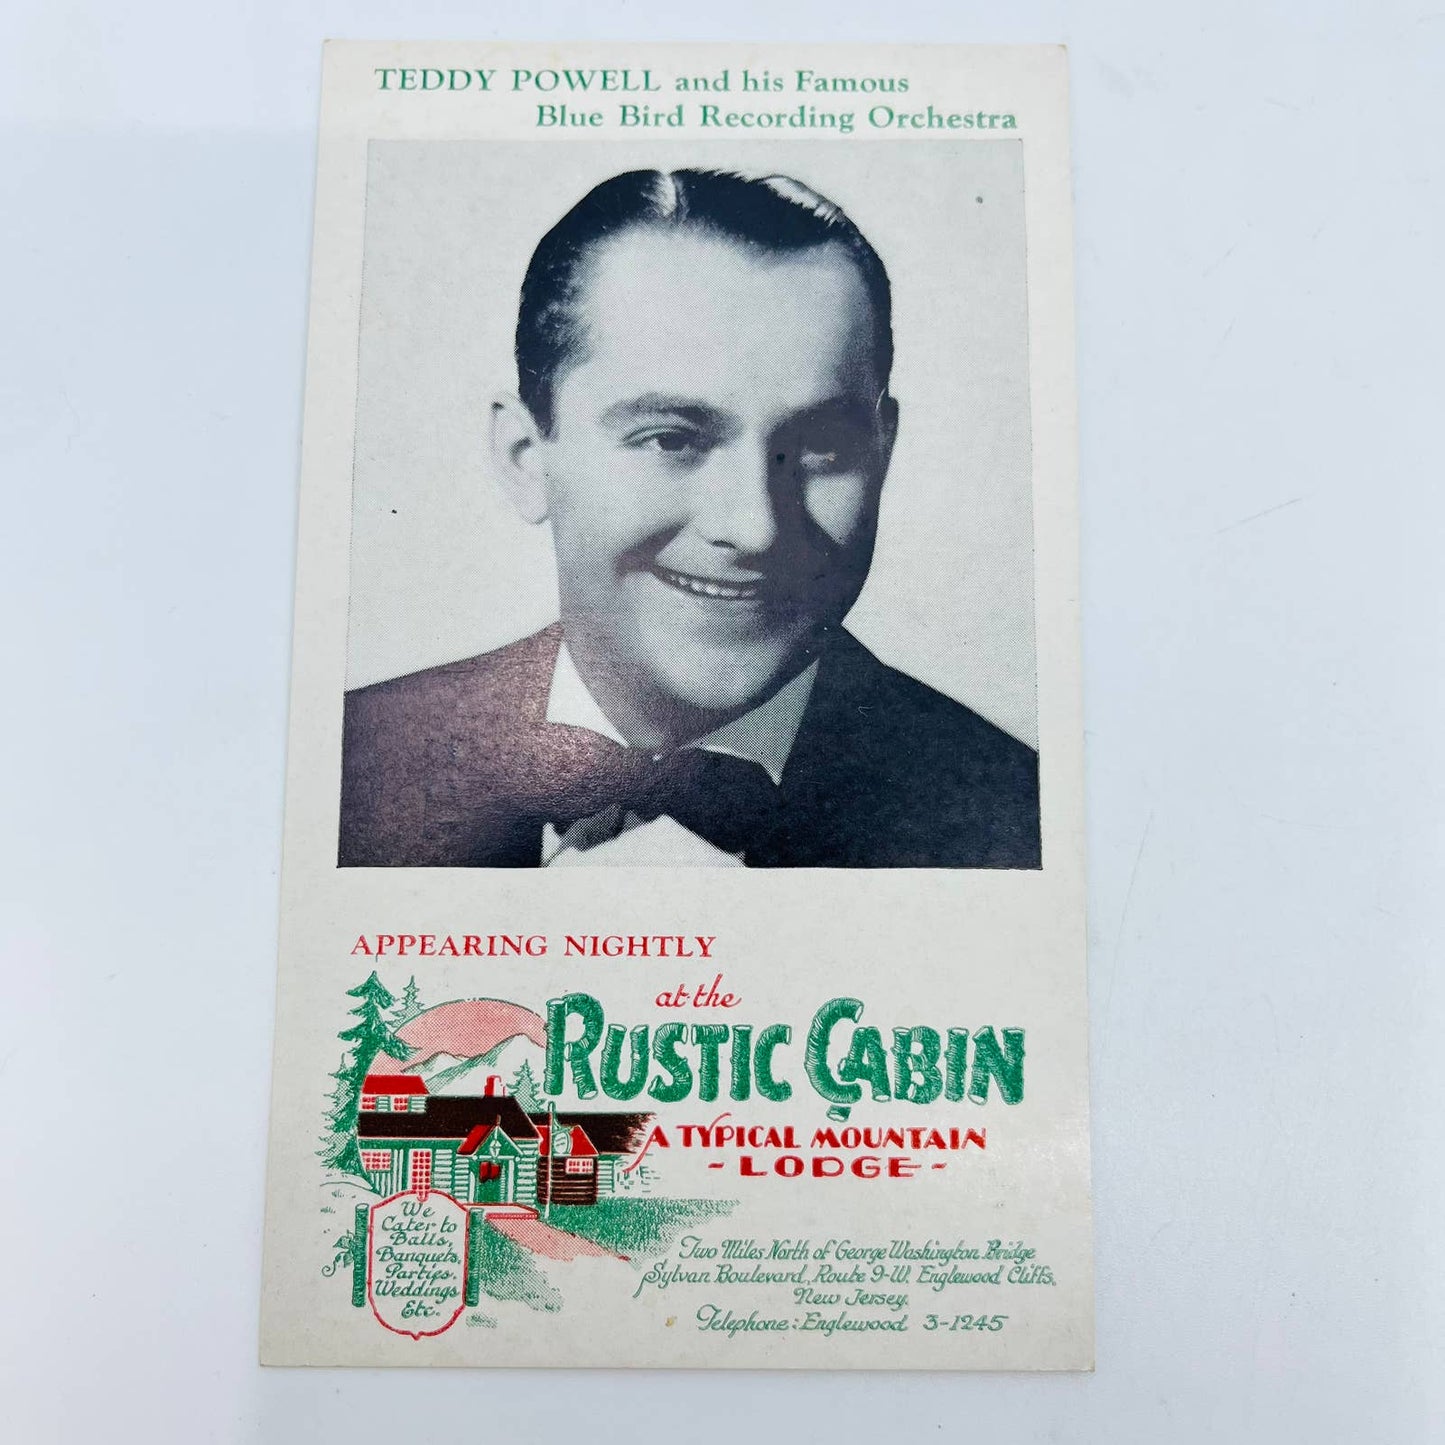 TEDDY POWELL and his Famous
Blue Bird Recording Orchestra
APPEARING NIGHTLY
at the
RUSTIC CABIN
A TYPICAL MOUNTAIN
- LODGE -
We
Cater to
Balls,
Banquets,
Parties,
Weddings
Etc.
Two Miles North of George Washington Bridge
Sylvan Boulevard, Route 9-W. Englewood Cliffs,
New Jersey.
Telephone: Englewood 3-1245